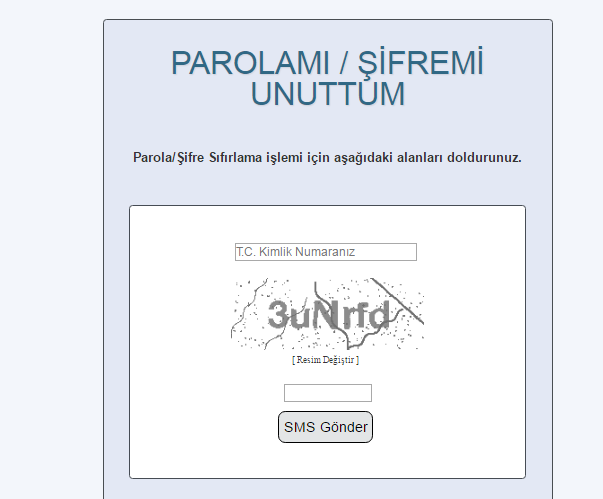 PAROLAMI / ŞİFREMİ
UNUTTUM
Parola/Şifre Sıfırlama işlemi için aşağıdaki alanları doldurunuz.
T.C. Kimlik Numaranız
3uNrfd
[ Resim Değiştir ]
SMS Gönder